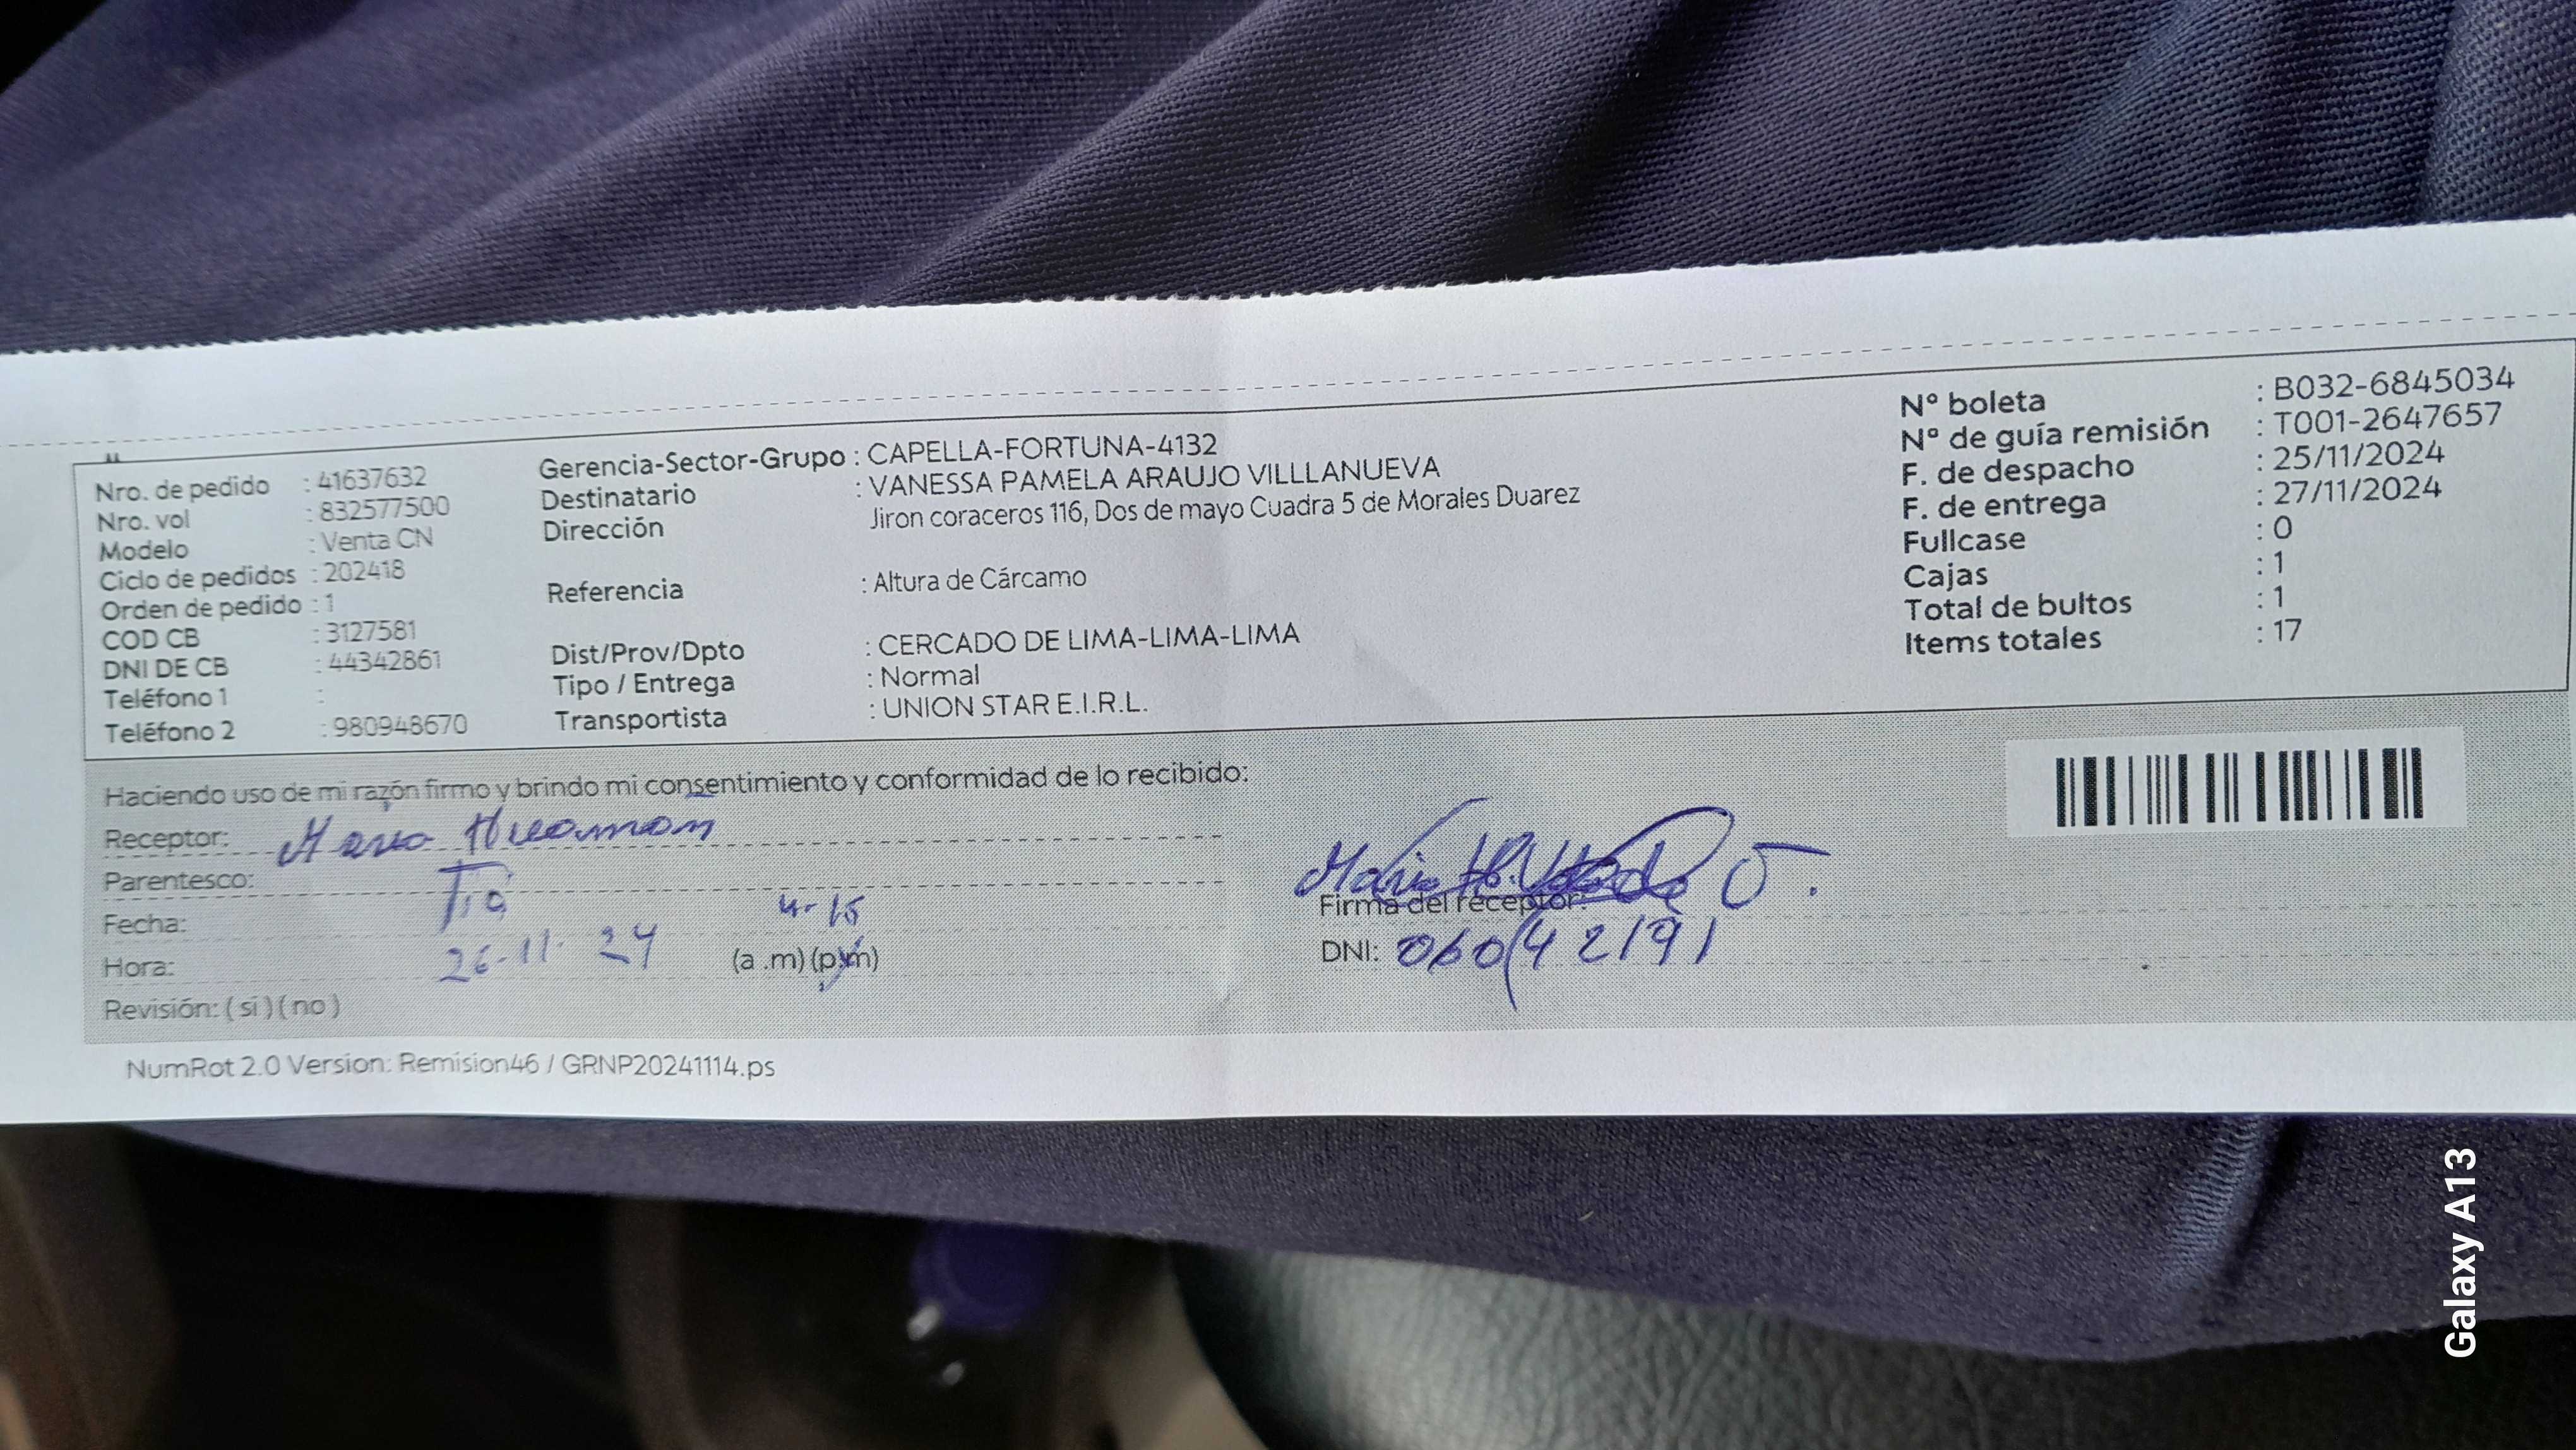 Nro. de pedido : 41637632
Nro. vol : 832577500
Modelo : Venta CN
Ciclo de pedidos : 202418
Orden de pedido : 1
COD CB : 3127581
DNI DE CB : 44342861
Teléfono 1 :
Teléfono 2 : 980948670
Gerencia-Sector-Grupo : CAPELLA-FORTUNA-4132
Destinatario : VANESSA PAMELA ARAUJO VILLLANUEVA
Dirección Jiron coraceros 116, Dos de mayo Cuadra 5 de Morales Duarez
Referencia : Altura de Cárcamo
Dist/Prov/Dpto : CERCADO DE LIMA-LIMA-LIMA
Tipo / Entrega : Normal
Transportista : UNION STAR E.I.R.L.
N° boleta : B032-6845034
N° de guía remisión : T001-2647657
F. de despacho : 25/11/2024
F. de entrega : 27/11/2024
Fullcase : 0
Cajas : 1
Total de bultos : 1
Items totales : 17
Haciendo uso de mi razón firmo y brindo mi consentimiento y conformidad de lo recibido:
Receptor: Huaman
Parentesco: Tia
Fecha: 4-15
Hora: 26-11-24 (a .m) (p.m)
Revisión: ( si ) ( no )
Firma del receptor:
DNI: 06042191
NumRot 2.0 Version: Remision46 / GRNP20241114.ps
Galaxy A13